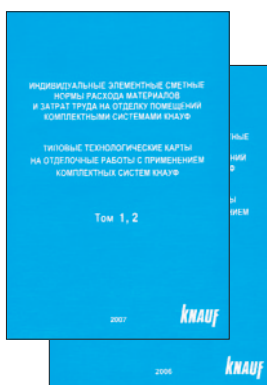 ИНДИВИДУАЛЬНЫЕ ЭЛЕМЕНТНЫЕ СМЕТНЫЕ
НОРМЫ РАСХОДА МАТЕРИАЛОВ
И ЗАТРАТ ТРУДА НА ОТДЕЛКУ ПОМЕЩЕНИЙ
КОМПЛЕКТНЫМИ СИСТЕМАМИ КНАУФ
ТИПОВЫЕ ТЕХНОЛОГИЧЕСКИЕ КАРТЫ
НА ОТДЕЛОЧНЫЕ РАБОТЫ С ПРИМЕНЕНИЕМ
КОМПЛЕКТНЫХ СИСТЕМ КНАУФ
Том 1, 2
2007
KNAUF
2006
KNAUF